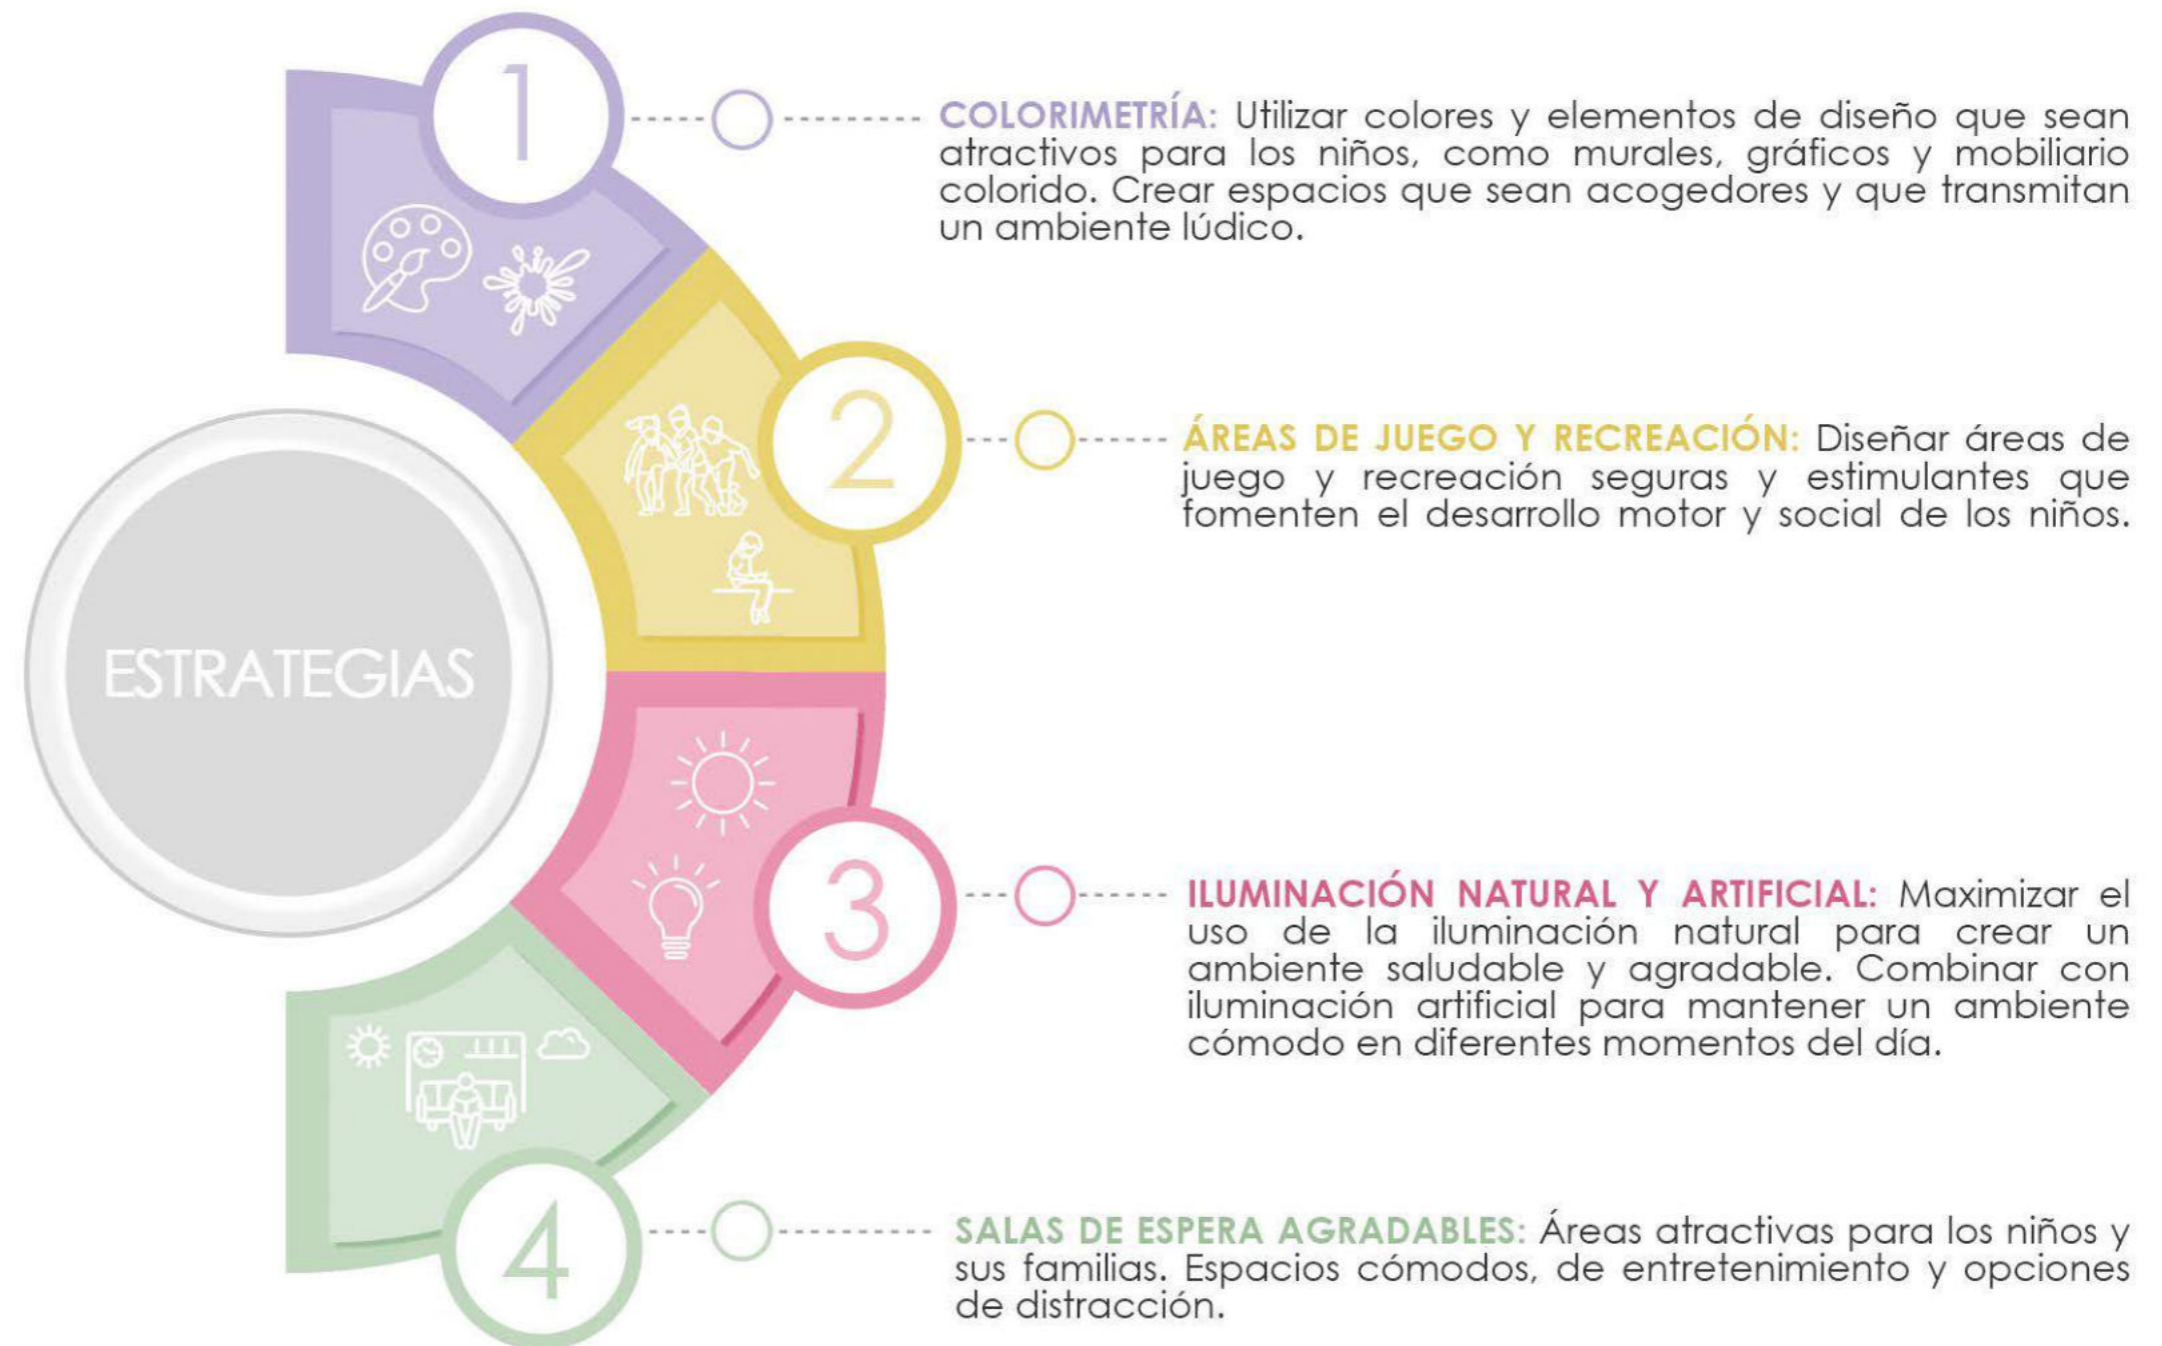 1
COLORIMETRÍA: Utilizar colores y elementos de diseño que sean
atractivos para los niños, como murales, gráficos y mobiliario
colorido. Crear espacios que sean acogedores y que transmitan
un ambiente lúdico.
2
ÁREAS DE JUEGO Y RECREACIÓN: Diseñar áreas de
juego y recreación seguras y estimulantes que
fomenten el desarrollo motor y social de los niños.
ESTRATEGIAS
3
ILUMINACIÓN NATURAL Y ARTIFICIAL: Maximizar el
uso de la iluminación natural para crear un
ambiente saludable y agradable. Combinar con
iluminación artificial para mantener un ambiente
cómodo en diferentes momentos del día.
4
SALAS DE ESPERA AGRADABLES: Áreas atractivas para los niños y
sus familias. Espacios cómodos, de entretenimiento y opciones
de distracción.